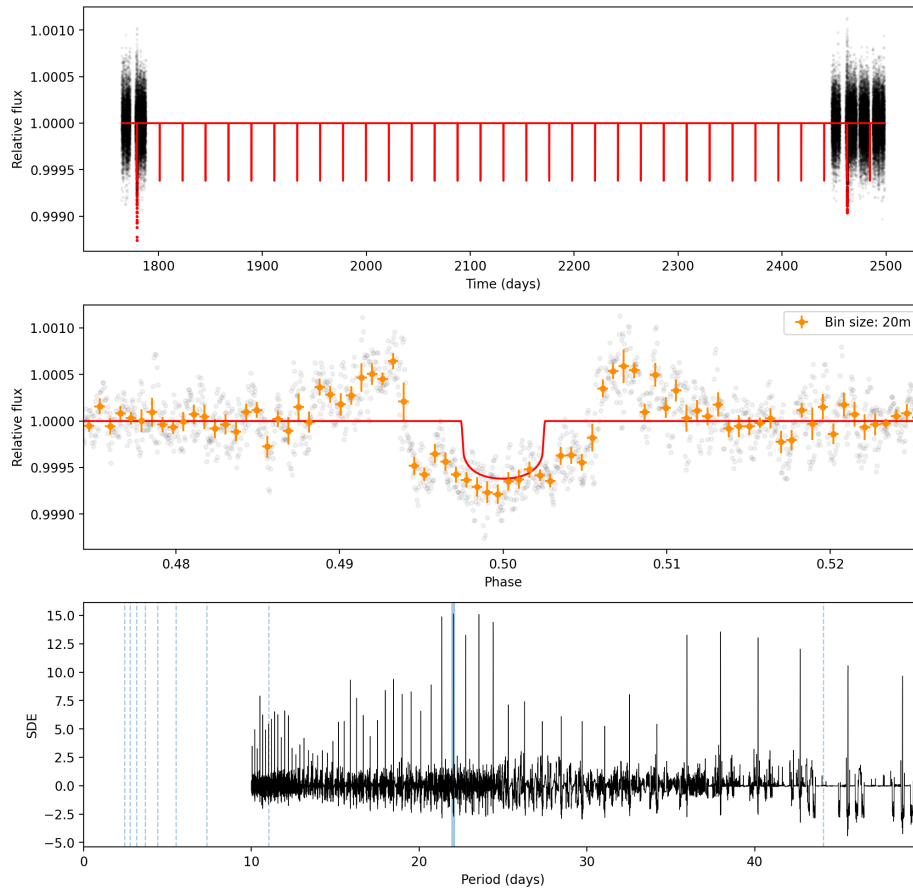 1.0010
1.0005
1.0000
0.9995
0.9990
Relative flux
1800 1900 2000 2100 2200 2300 2400 2500
Time (days)
Bin size: 20m
1.0010
1.0005
1.0000
0.9995
0.9990
Relative flux
0.48 0.49 0.50 0.51 0.52
Phase
15.0
12.5
10.0
7.5
5.0
2.5
0.0
−2.5
−5.0
SDE
0 10 20 30 40
Period (days)